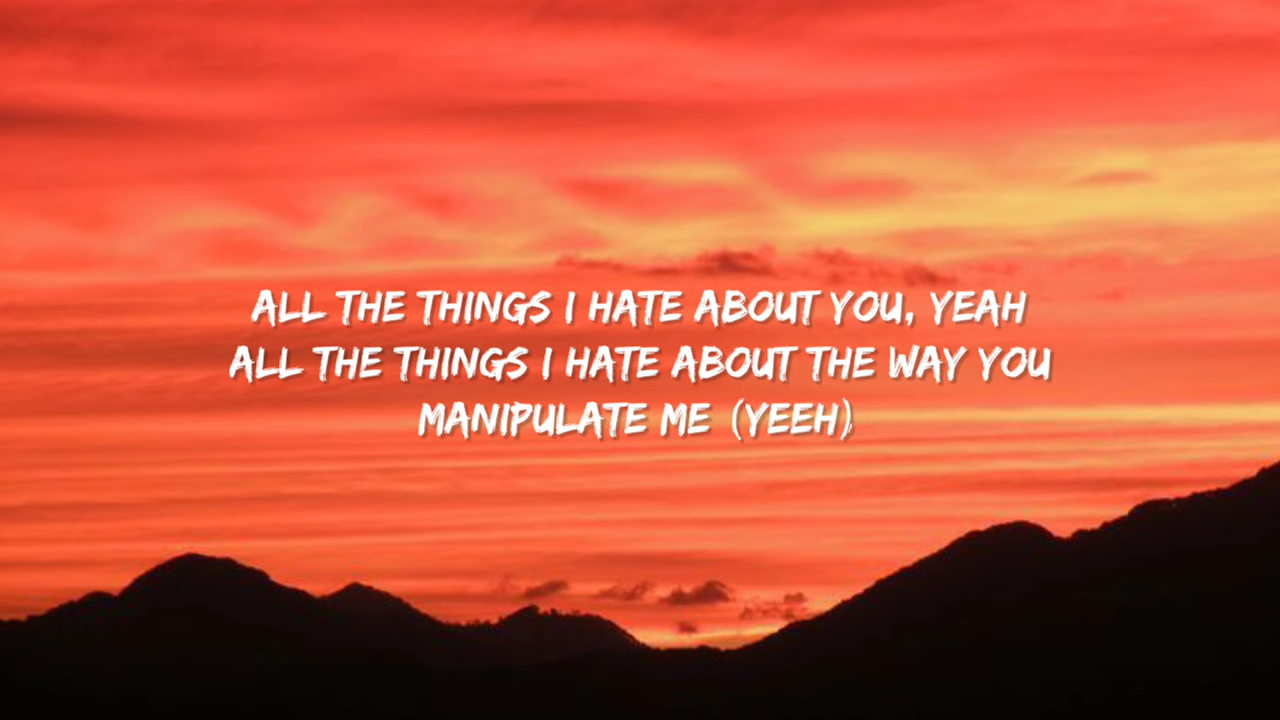 ALL THE THINGS I HATE ABOUT YOU, YEAH
ALL THE THINGS I HATE ABOUT THE WAY YOU
MANIPULATE ME (YEEH)